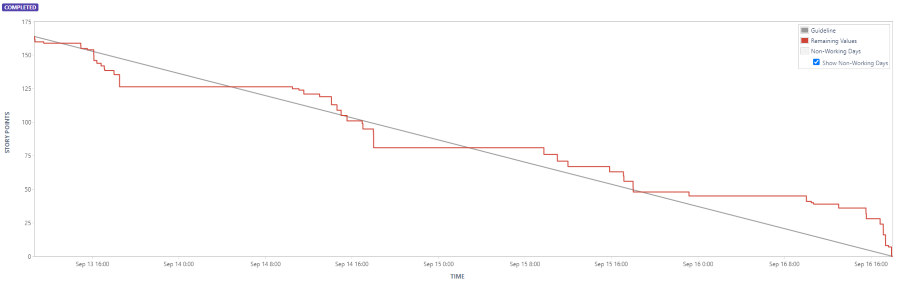 COMPLETED
175
150
125
100
75
50
25
0
STORY POINTS
Guideline
Remaining Values
Non-Working Days
Show Non-Working Days
Sep 13 16:00
Sep 14 0:00
Sep 14 8:00
Sep 14 16:00
Sep 15 0:00
Sep 15 8:00
Sep 15 16:00
Sep 16 0:00
Sep 16 8:00
Sep 16 16:00
TIME